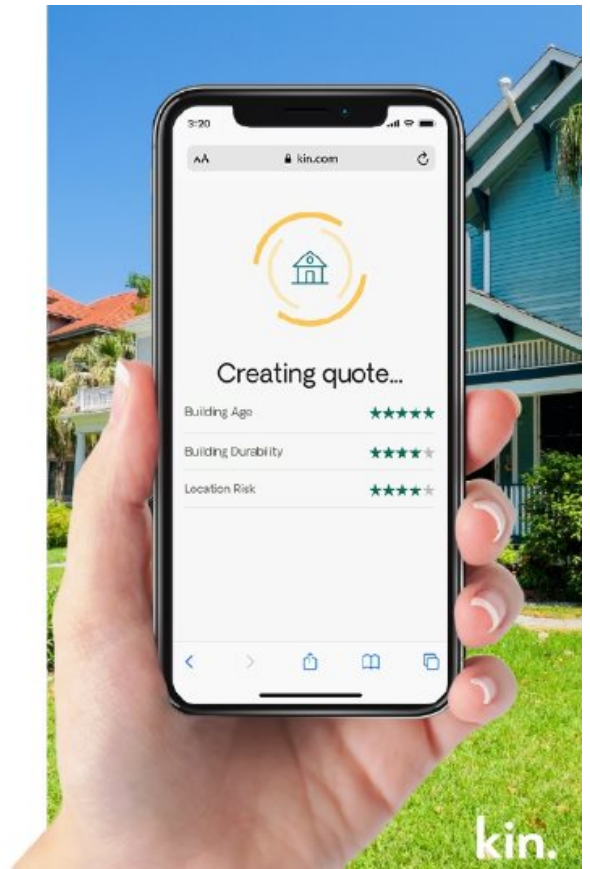 3:20
AA kin.com
Creating quote...
Building Age
Building Durability
Location Risk
kin.